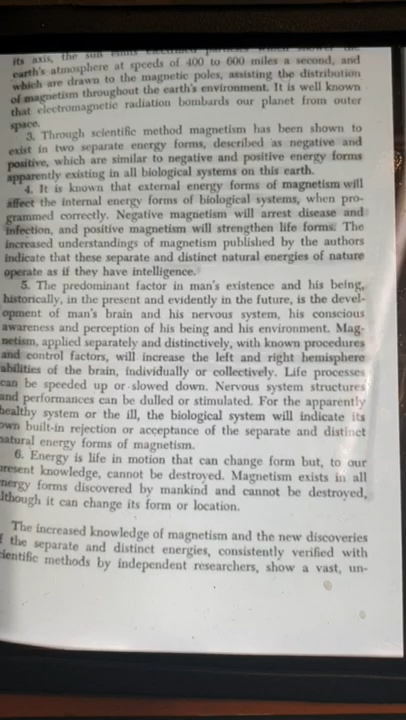 its axis, the sun emits electrified particles which shower the
earth's atmosphere at speeds of 400 to 600 miles a second, and
which are drawn to the magnetic poles, assisting the distribution
of magnetism throughout the earth's environment. It is well known
that electromagnetic radiation bombards our planet from outer
space.
3. Through scientific method magnetism has been shown to
exist in two separate energy forms, described as negative and
positive, which are similar to negative and positive energy forms
apparently existing in all biological systems on this earth.
4. It is known that external energy forms of magnetism will
affect the internal energy forms of biological systems, when pro-
grammed correctly. Negative magnetism will arrest disease and
infection, and positive magnetism will strengthen life forms. The
increased understandings of magnetism published by the authors
indicate that these separate and distinct natural energies of nature
operate as if they have intelligence.
5. The predominant factor in man's existence and his being,
historically, in the present and evidently in the future, is the devel-
opment of man's brain and his nervous system, his conscious
awareness and perception of his being and his environment. Mag-
netism, applied separately and distinctively, with known procedures
and control factors, will increase the left and right hemisphere
abilities of the brain, individually or collectively. Life processes
can be speeded up or slowed down. Nervous system structures
and performances can be dulled or stimulated. For the apparently
healthy system or the ill, the biological system will indicate its
own built-in rejection or acceptance of the separate and distinct
natural energy forms of magnetism.
6. Energy is life in motion that can change form but, to our
present knowledge, cannot be destroyed. Magnetism exists in all
nergy forms discovered by mankind and cannot be destroyed,
lthough it can change its form or location.
The increased knowledge of magnetism and the new discoveries
f the separate and distinct energies, consistently verified with
cientific methods by independent researchers, show a vast, un-